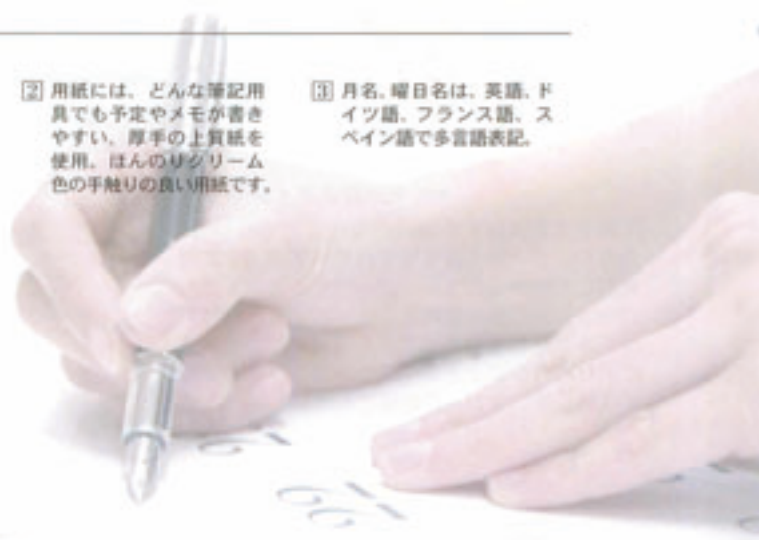 2 用紙には、どんな筆記用
具でも予定やメモが書き
やすい、厚手の上質紙を
使用。ほんのりクリーム
色の手触りの良い用紙です。
3 月名、曜日名は、英語、ド
イツ語、フランス語、ス
ペイン語で多言語表記。